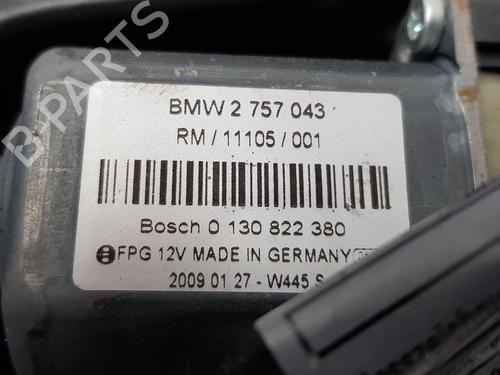 BMW 2 757 043
RM / 11105 / 001
Bosch 0 130 822 380
FPG 12V MADE IN GERMANY
2009 01 27 - W445 S
B-PARTS